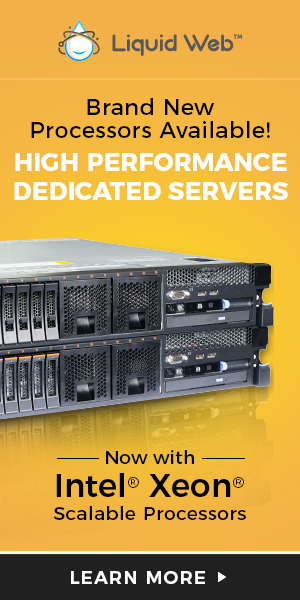 Liquid Web™
Brand New
Processors Available!
HIGH PERFORMANCE
DEDICATED SERVERS
Now with
Intel® Xeon®
Scalable Processors
LEARN MORE